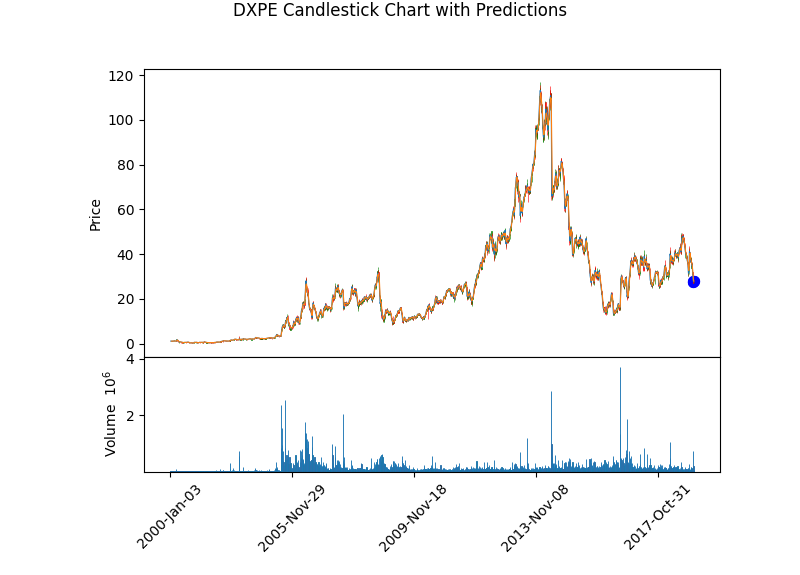 DXPE Candlestick Chart with Predictions
120
100
80
60
40
20
0
Price
4
2
Volume 10^6
2000-Jan-03
2005-Nov-29
2009-Nov-18
2013-Nov-08
2017-Oct-31